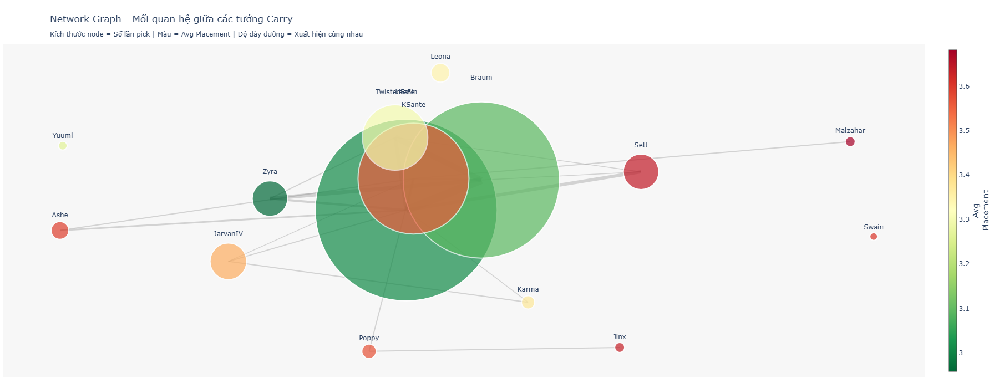 Network Graph - Mối quan hệ giữa các tướng Carry
Kích thước node = Số lần pick | Màu = Avg Placement | Độ dày đường = Xuất hiện cùng nhau
Leona
Braum
TwistedFate
LeeSin
KSante
Yuumi
Malzahar
Sett
Zyra
Ashe
Swain
JarvanIV
Karma
Poppy
Jinx
3.6
3.5
3.4
3.3
3.2
3.1
3
Avg
Placement